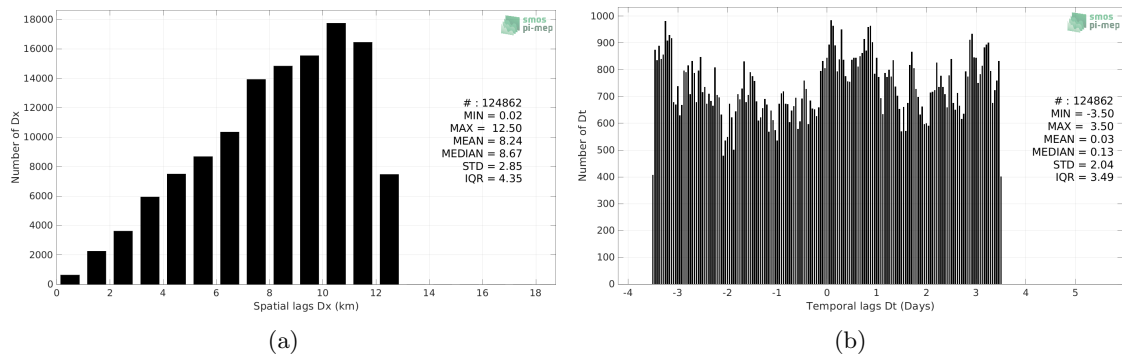 18000
16000
14000
12000
10000
8000
6000
4000
2000
0
Number of Dx
0 2 4 6 8 10 12 14 16 18
Spatial lags Dx (km)
smos
pi-mep
# : 124862
MIN = 0.02
MAX = 12.50
MEAN = 8.24
MEDIAN = 8.67
STD = 2.85
IQR = 4.35
(a)
1000
900
800
700
600
500
400
300
200
100
0
Number of Dt
-4 -3 -2 -1 0 1 2 3 4 5
Temporal lags Dt (Days)
smos
pi-mep
# : 124862
MIN = -3.50
MAX = 3.50
MEAN = 0.03
MEDIAN = 0.13
STD = 2.04
IQR = 3.49
(b)